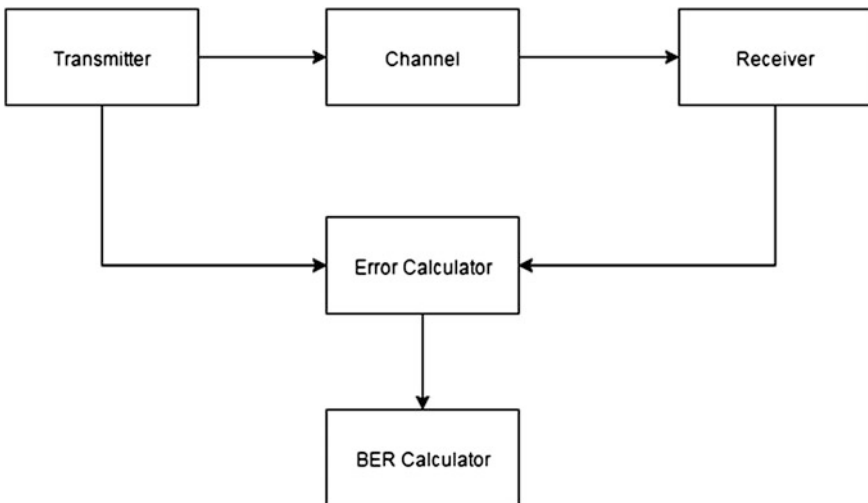 Transmitter
Channel
Receiver
Error Calculator
BER Calculator